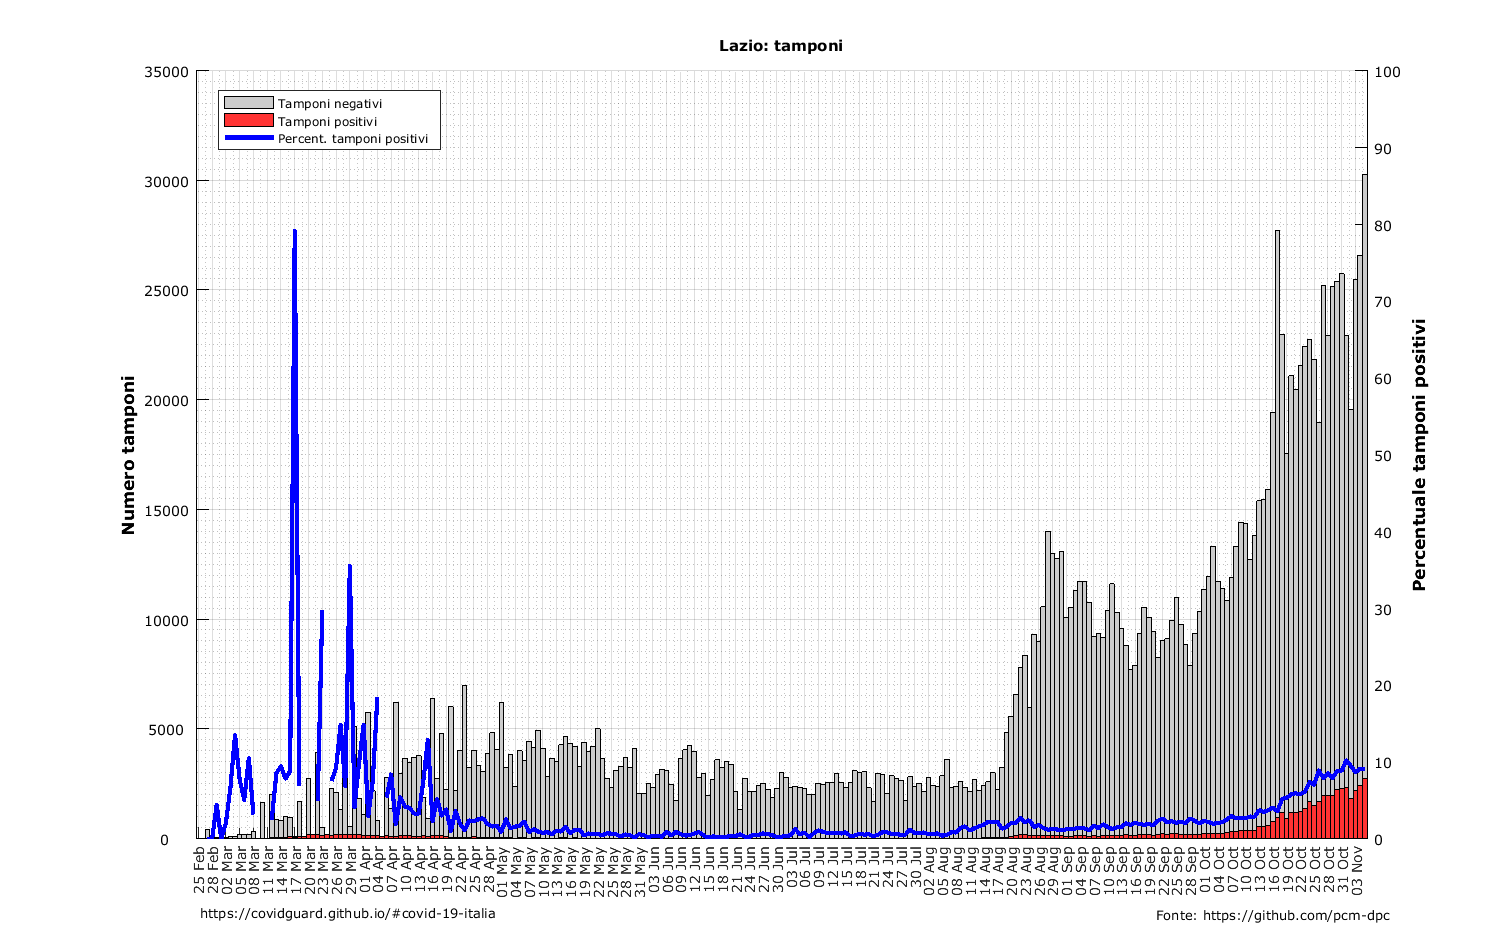 Lazio: tamponi
35000
30000
25000
20000
15000
10000
5000
0
Numero tamponi
Tamponi negativi
Tamponi positivi
Percent. tamponi positivi
100
90
80
70
60
50
40
30
20
10
0
Percentuale tamponi positivi
25 Feb
28 Feb
02 Mar
05 Mar
08 Mar
11 Mar
14 Mar
17 Mar
20 Mar
23 Mar
26 Mar
29 Mar
01 Apr
04 Apr
07 Apr
10 Apr
13 Apr
16 Apr
19 Apr
22 Apr
25 Apr
28 Apr
01 May
04 May
07 May
10 May
13 May
16 May
19 May
22 May
25 May
28 May
31 May
03 Jun
06 Jun
09 Jun
12 Jun
15 Jun
18 Jun
21 Jun
24 Jun
27 Jun
30 Jun
03 Jul
06 Jul
09 Jul
12 Jul
15 Jul
18 Jul
21 Jul
24 Jul
27 Jul
30 Jul
02 Aug
05 Aug
08 Aug
11 Aug
14 Aug
17 Aug
20 Aug
23 Aug
26 Aug
29 Aug
01 Sep
04 Sep
07 Sep
10 Sep
13 Sep
16 Sep
19 Sep
22 Sep
25 Sep
28 Sep
01 Oct
04 Oct
07 Oct
10 Oct
13 Oct
16 Oct
19 Oct
22 Oct
25 Oct
28 Oct
31 Oct
03 Nov
https://covidguard.github.io/#covid-19-italia
Fonte: https://github.com/pcm-dpc